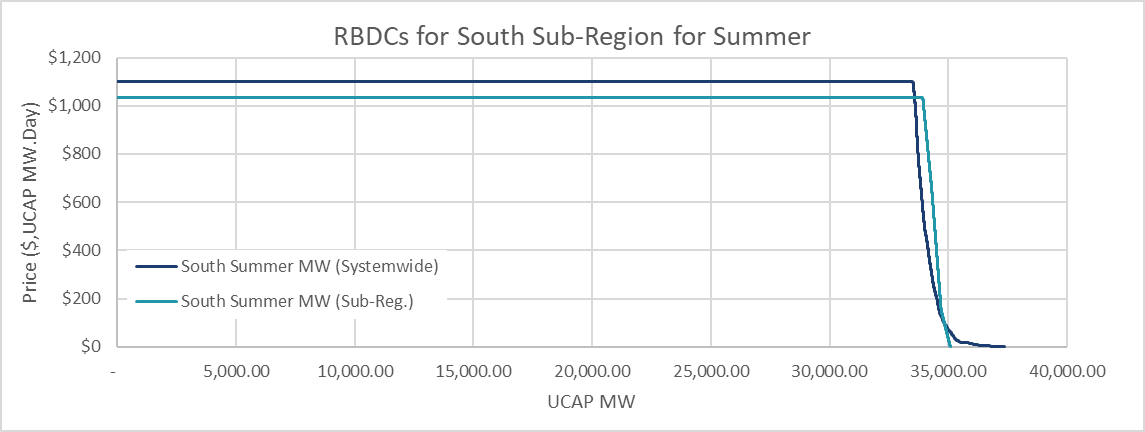 RBDCs for South Sub-Region for Summer
Price ($,UCAP MW.Day)
$1,200
$1,000
$800
$600
$400
$200
$0
South Summer MW (Systemwide)
South Summer MW (Sub-Reg.)
- 5,000.00 10,000.00 15,000.00 20,000.00 25,000.00 30,000.00 35,000.00 40,000.00
UCAP MW